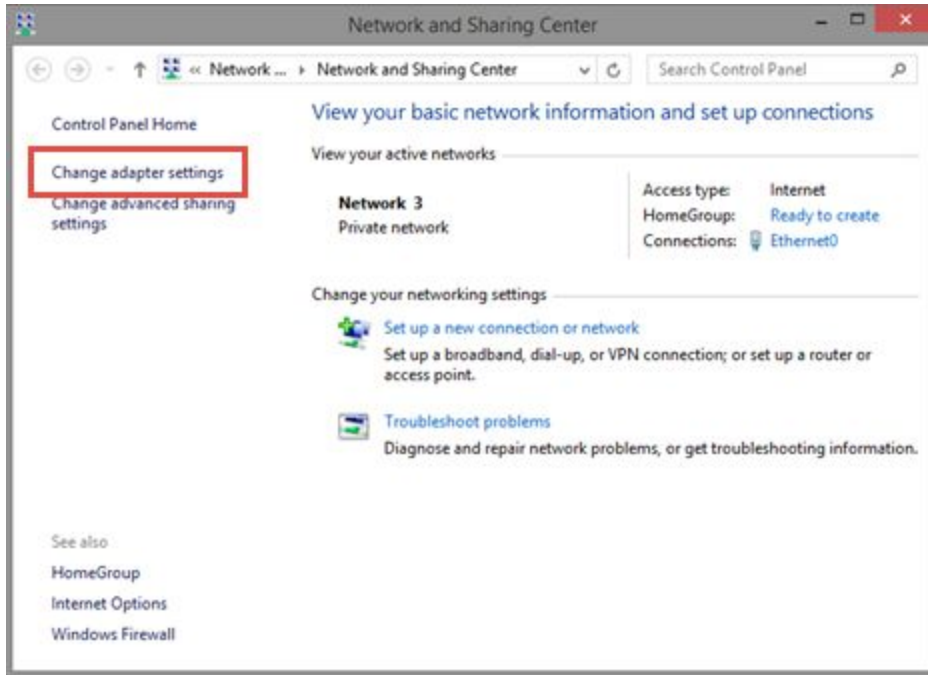 Network and Sharing Center
« Network ... Network and Sharing Center
Search Control Panel
Control Panel Home
Change adapter settings
Change advanced sharing
settings
View your basic network information and set up connections
View your active networks
Network 3
Private network
Access type: Internet
HomeGroup: Ready to create
Connections: Ethernet0
Change your networking settings
Set up a new connection or network
Set up a broadband, dial-up, or VPN connection; or set up a router or
access point.
Troubleshoot problems
Diagnose and repair network problems, or get troubleshooting information.
See also
HomeGroup
Internet Options
Windows Firewall